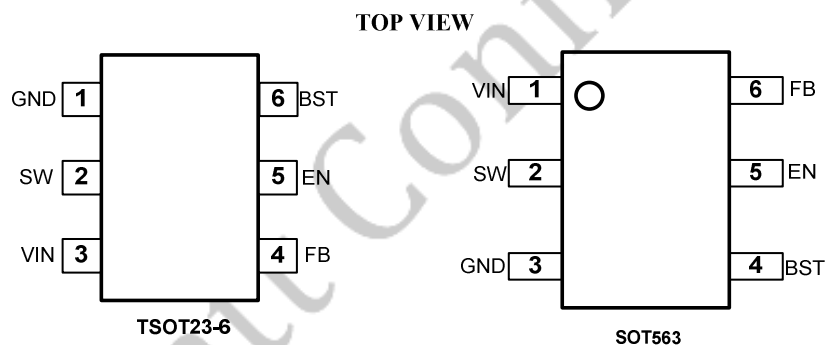 TOP VIEW
GND 1
6 BST
SW 2
5 EN
VIN 3
4 FB
TSOT23-6
VIN 1
6 FB
SW 2
5 EN
GND 3
4 BST
SOT563